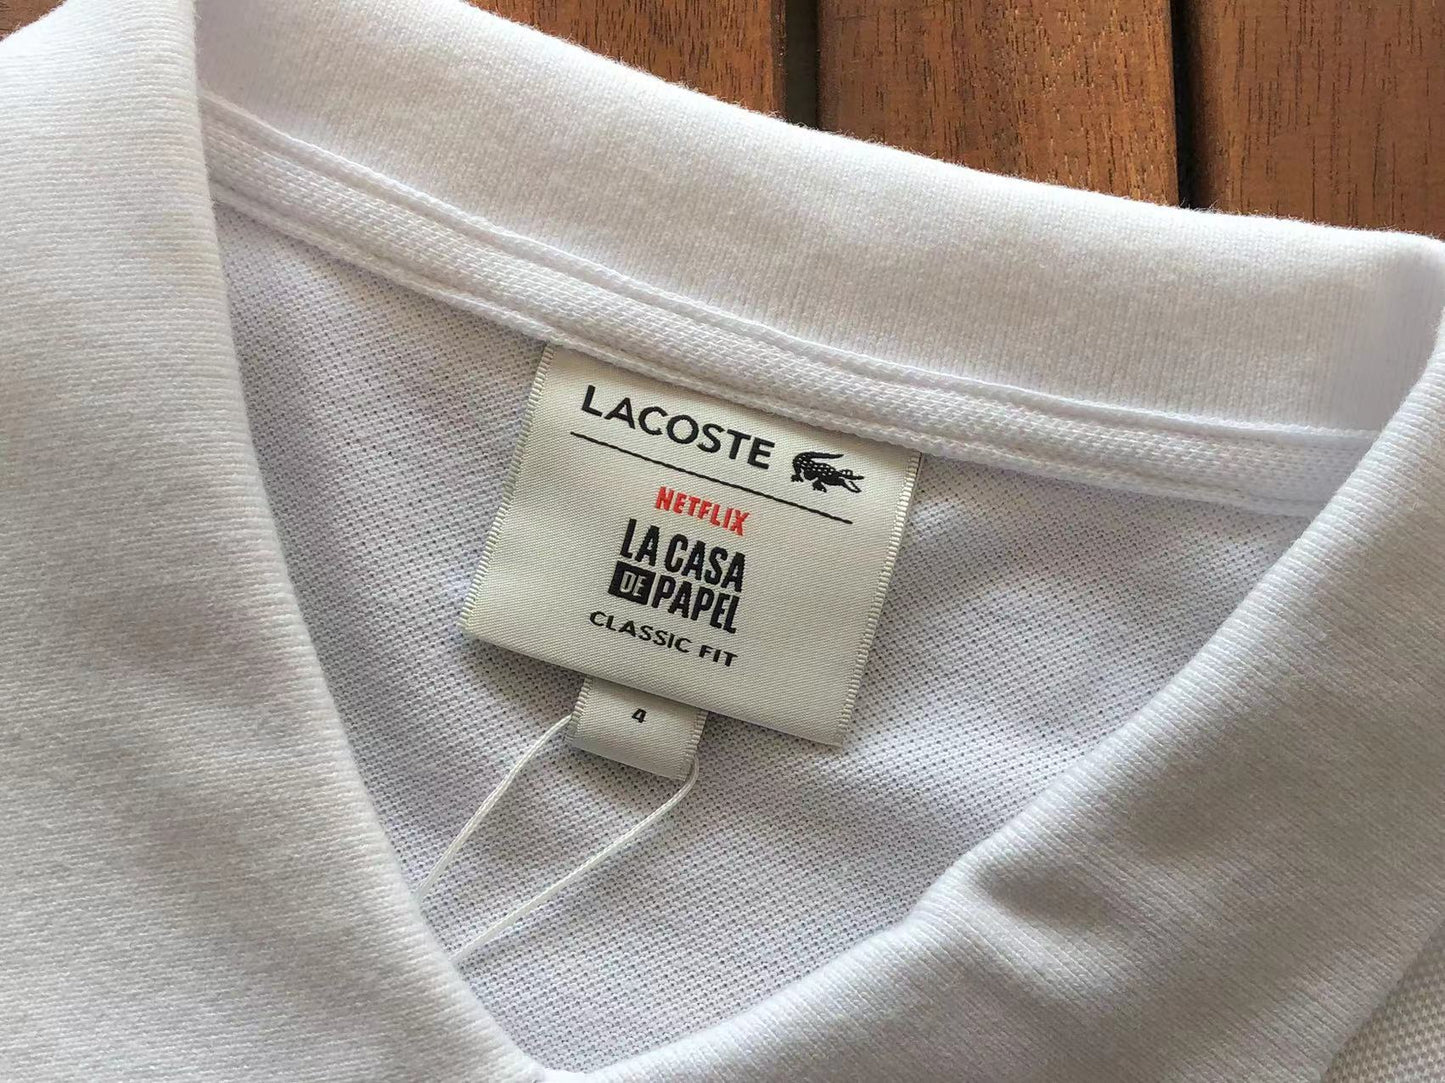 LACOSTE
NETFLIX
LA CASA
DE PAPEL
CLASSIC FIT
4